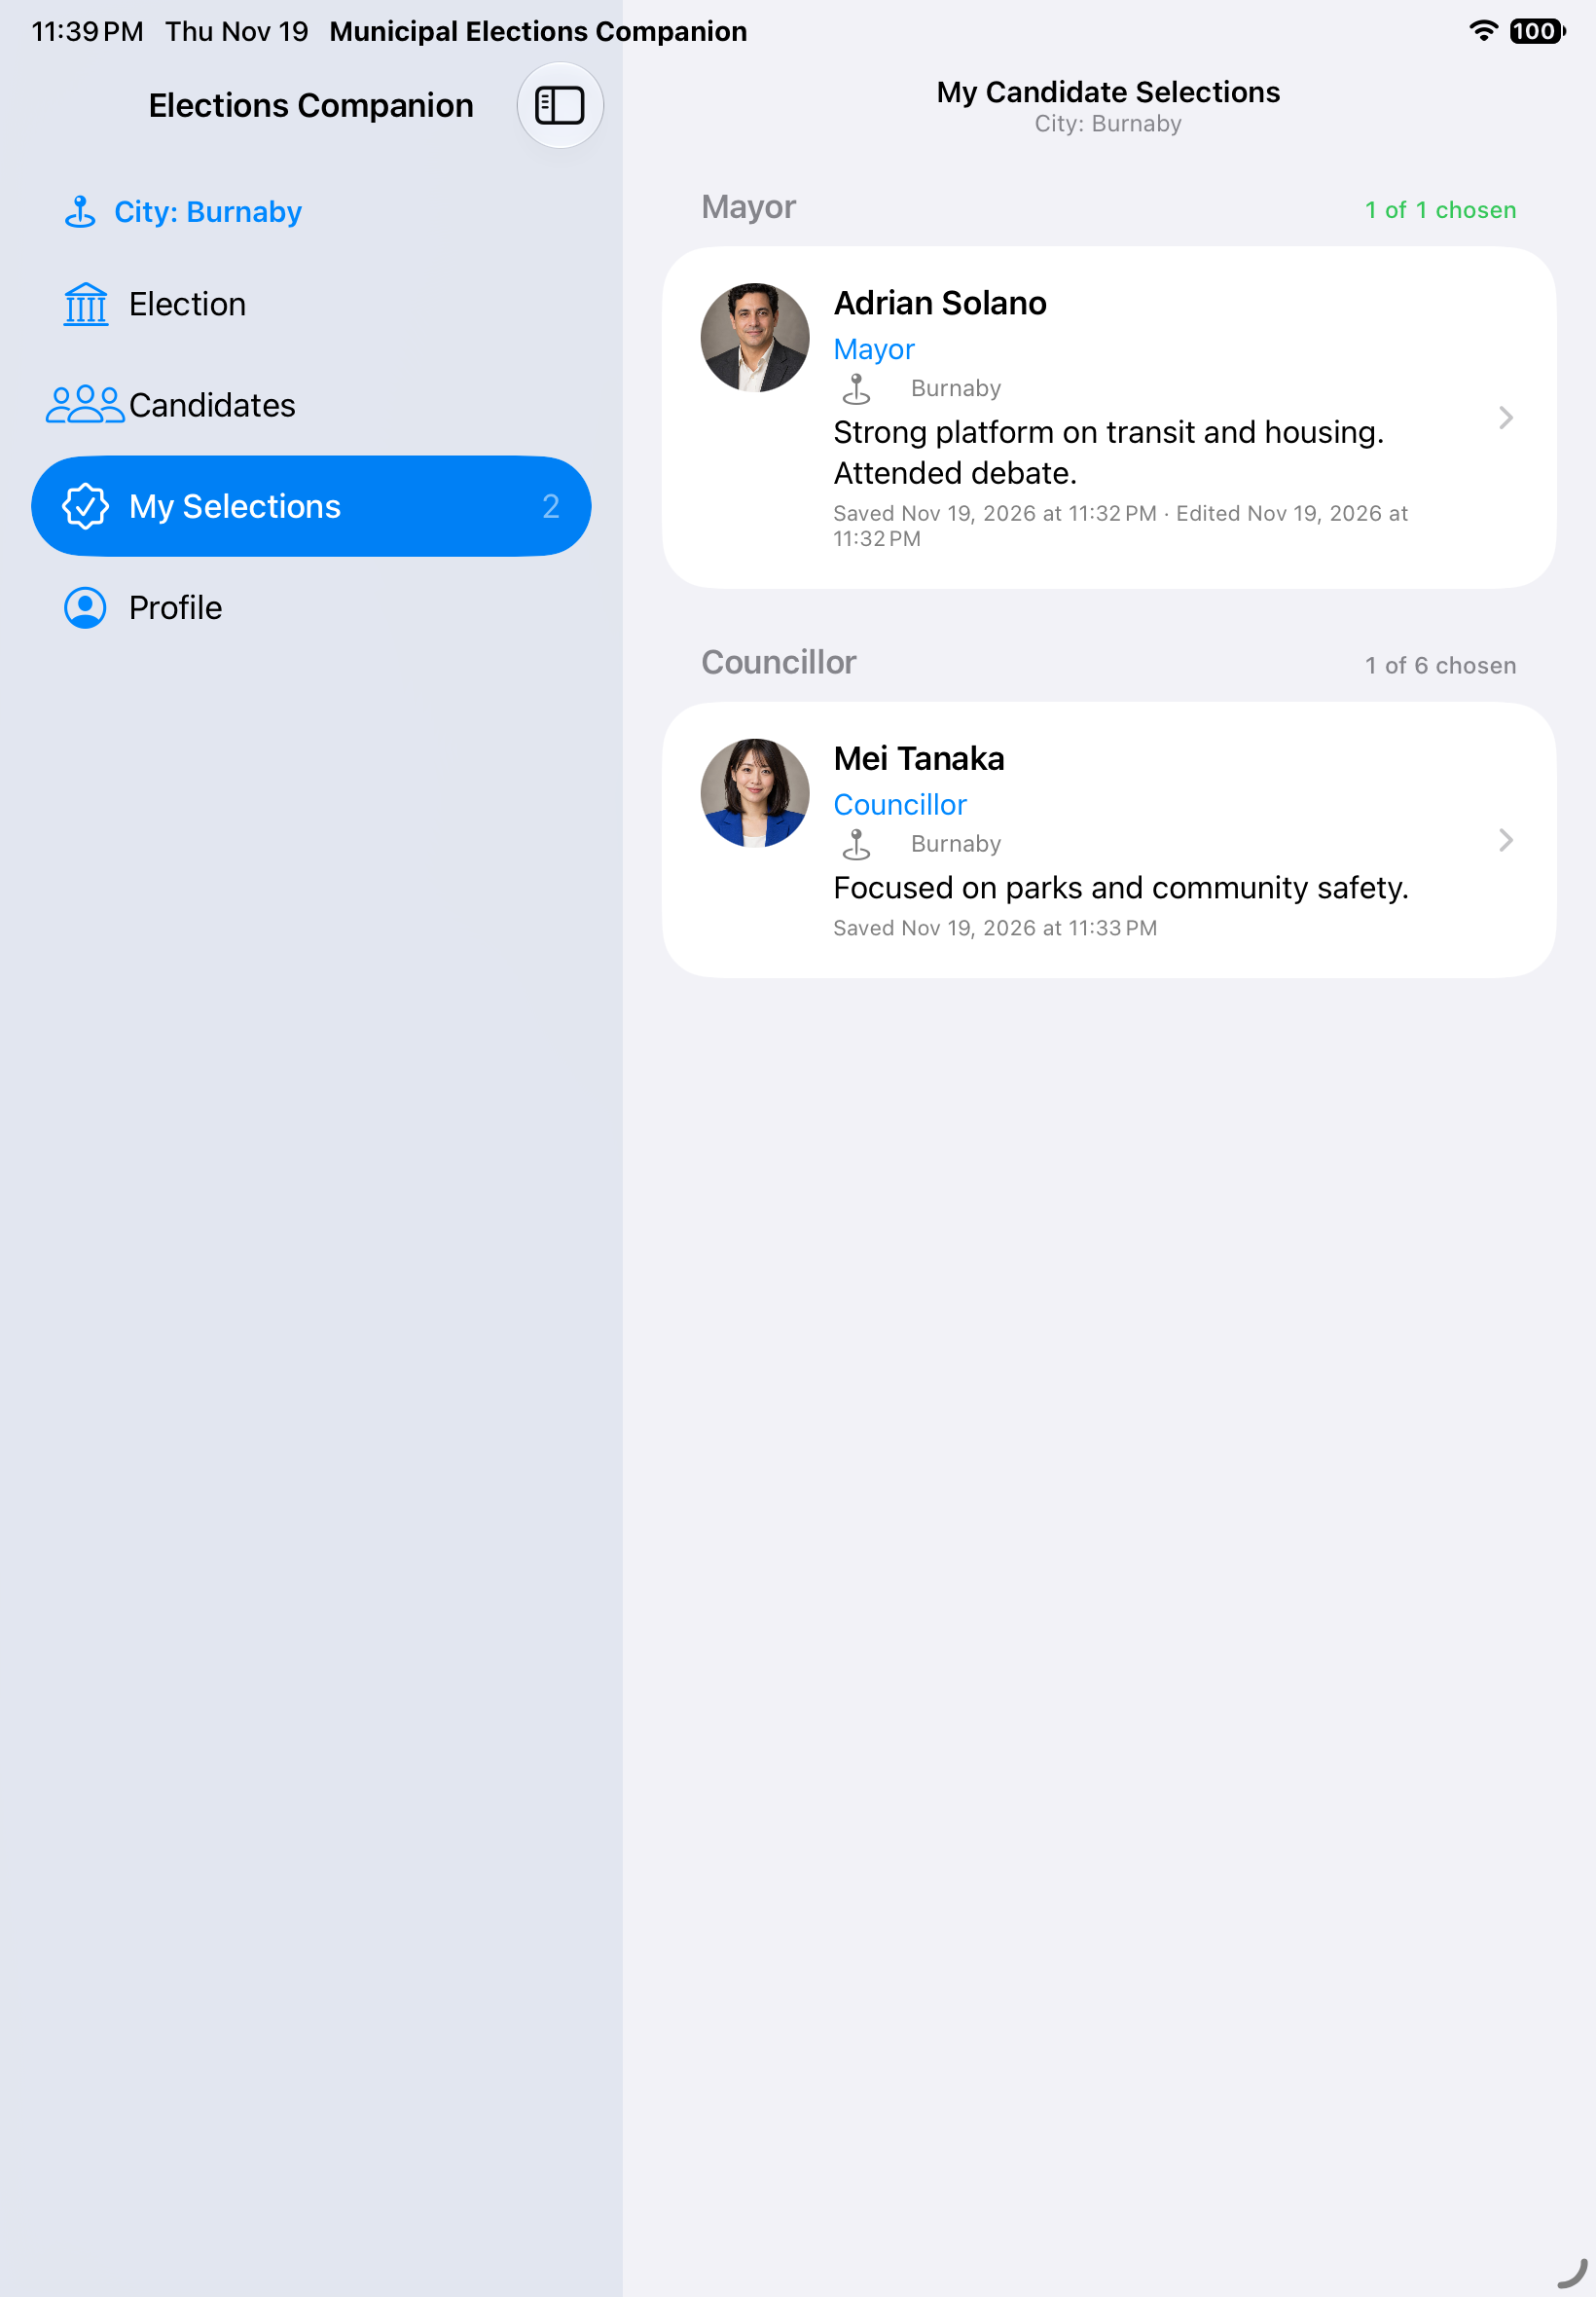 11:39 PM Thu Nov 19 Municipal Elections Companion
100
Elections Companion
City: Burnaby
Election
Candidates
My Selections 2
Profile
My Candidate Selections
City: Burnaby
Mayor 1 of 1 chosen
Adrian Solano
Mayor
Burnaby
Strong platform on transit and housing.
Attended debate.
Saved Nov 19, 2026 at 11:32 PM · Edited Nov 19, 2026 at
11:32 PM
Councillor 1 of 6 chosen
Mei Tanaka
Councillor
Burnaby
Focused on parks and community safety.
Saved Nov 19, 2026 at 11:33 PM